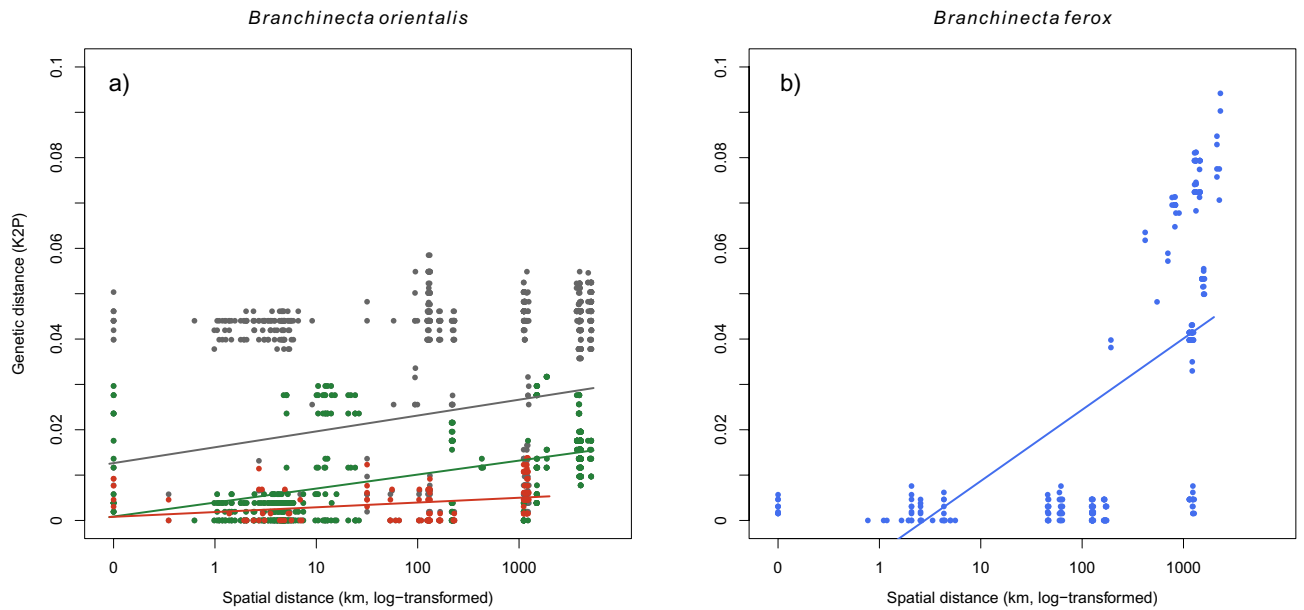 Branchinecta orientalis
Branchinecta ferox
a)
b)
Genetic distance (K2P)
0.1
0.08
0.06
0.04
0.02
0
0 1 10 100 1000
Spatial distance (km, log−transformed)
0.1
0.08
0.06
0.04
0.02
0
0 1 10 100 1000
Spatial distance (km, log−transformed)